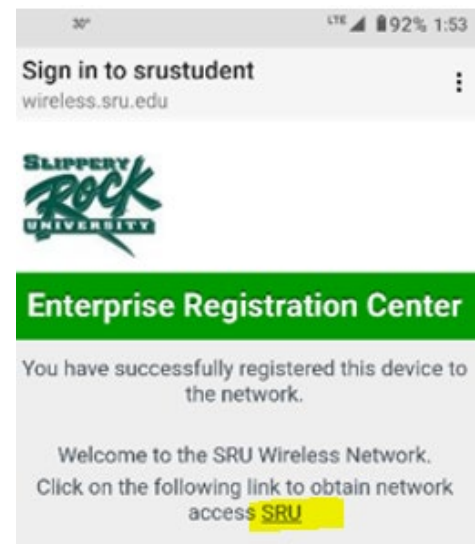 30°
LTE 92% 1:53
Sign in to srustudent
wireless.sru.edu
SLIPPERY
ROCK
UNIVERSITY
Enterprise Registration Center
You have successfully registered this device to
the network.
Welcome to the SRU Wireless Network.
Click on the following link to obtain network
access SRU